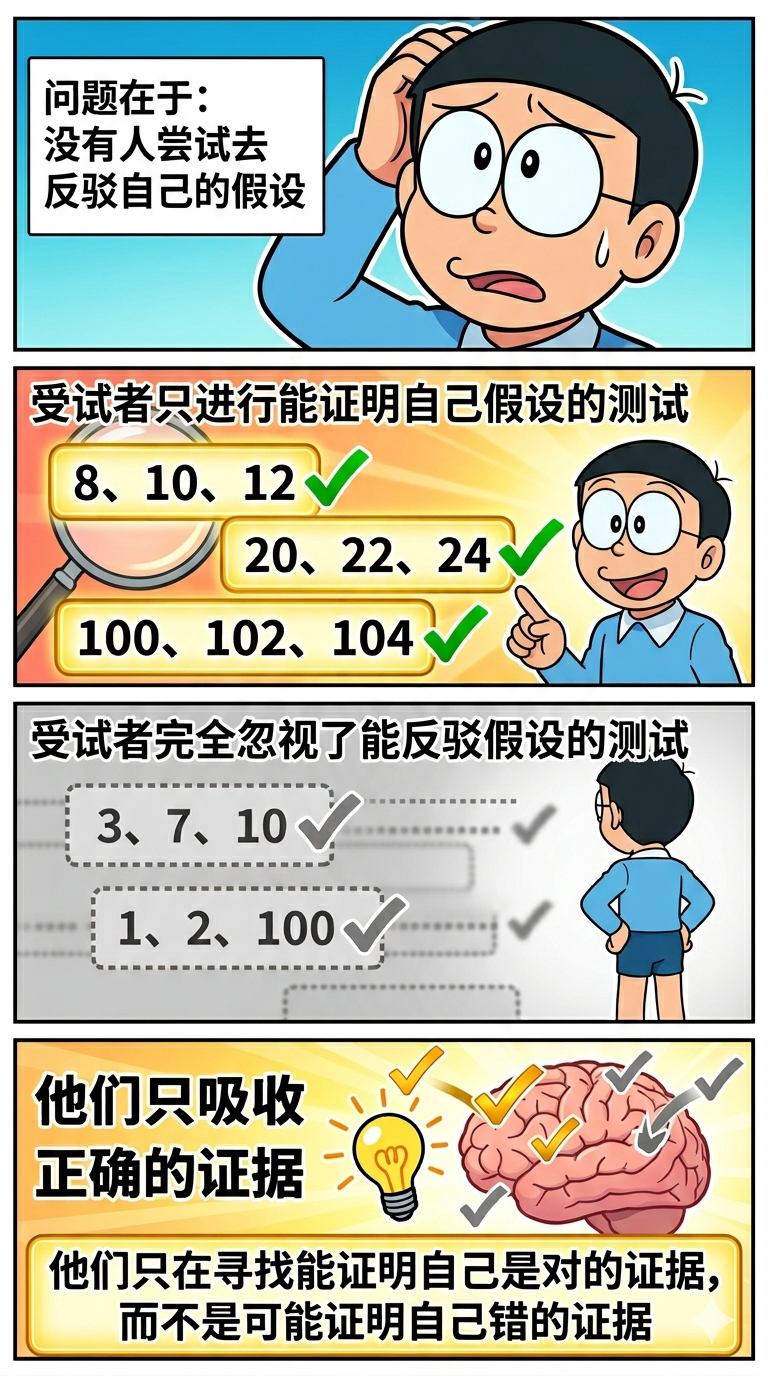 问题在于：
没有人尝试去
反驳自己的假设
受试者只进行能证明自己假设的测试
8、10、12
20、22、24
100、102、104
受试者完全忽视了能反驳假设的测试
3、7、10
1、2、100
他们只吸收
正确的证据
他们只在寻找能证明自己是对的证据，
而不是可能证明自己错的证据